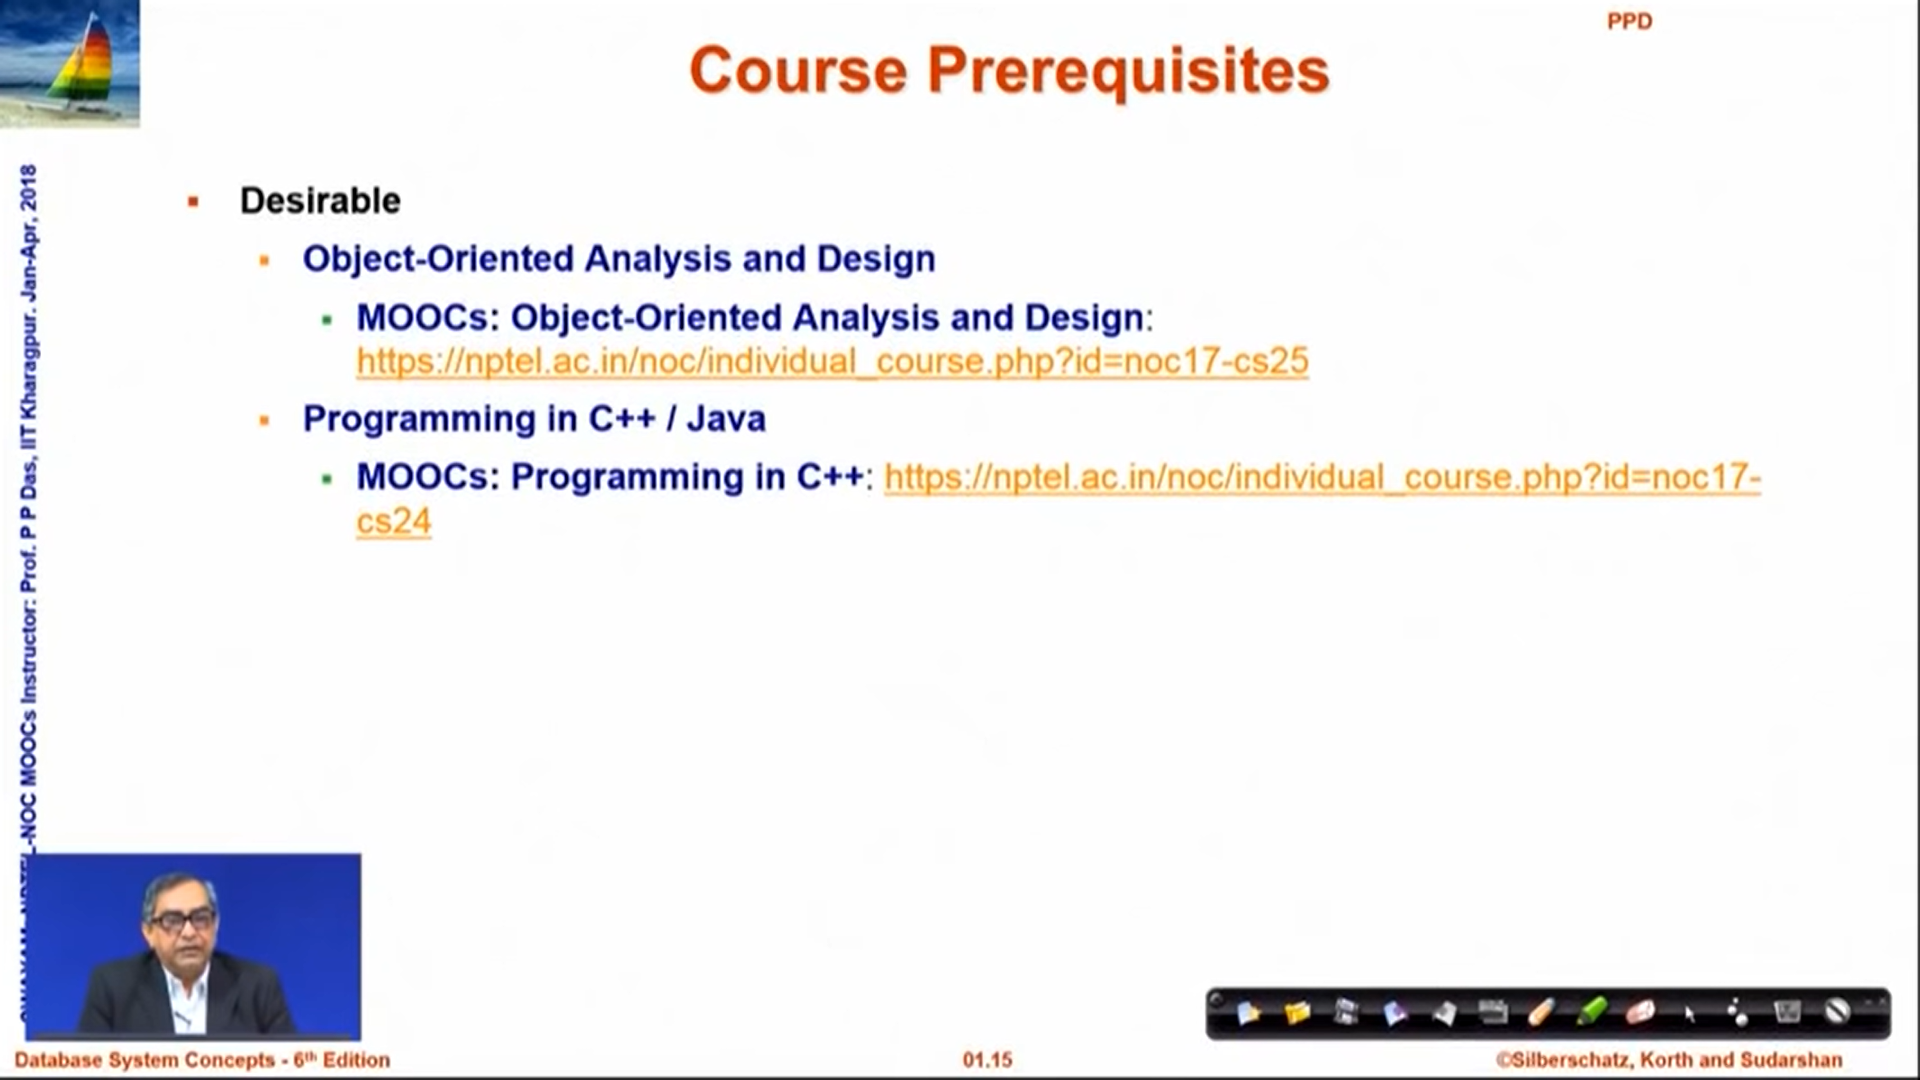 PPD
Course Prerequisites
Desirable
Object-Oriented Analysis and Design
MOOCs: Object-Oriented Analysis and Design:
https://nptel.ac.in/noc/individual_course.php?id=noc17-cs25
Programming in C++ / Java
MOOCs: Programming in C++: https://nptel.ac.in/noc/individual_course.php?id=noc17-
cs24
-NOC MOOCs Instructor: Prof. P P Das, IIT Kharagpur. Jan-Apr, 2018
Database System Concepts - 6th Edition
01.15
©Silberschatz, Korth and Sudarshan